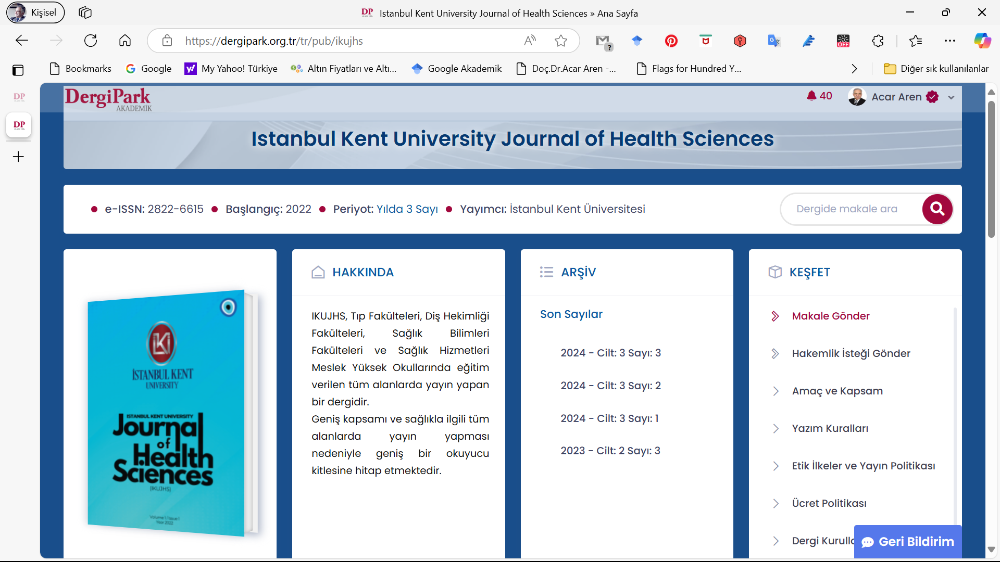 Kişisel
DP Istanbul Kent University Journal of Health Sciences » Ana Sayfa
https://dergipark.org.tr/tr/pub/ikujhs
OFF
Bookmarks
Google
My Yahoo! Türkiye
Altın Fiyatları ve Altı...
Google Akademik
Doç.Dr.Acar Aren -...
Flags for Hundred Y...
Diğer sık kullanılanlar
DP
DP
DergiPark
AKADEMİK
40
Acar Aren
Istanbul Kent University Journal of Health Sciences
e-ISSN: 2822-6615 Başlangıç: 2022 Periyot: Yılda 3 Sayı Yayımcı: İstanbul Kent Üniversitesi
Dergide makale ara
İSTANBUL KENT
UNIVERSITY
ISTANBUL KENT UNIVERSITY
Journal
of
Health
Sciences
(IKUJHS)
Volume 1 / Issue 1
Year 2022
HAKKINDA
IKUJHS, Tıp Fakülteleri, Diş Hekimliği
Fakülteleri, Sağlık Bilimleri
Fakülteleri ve Sağlık Hizmetleri
Meslek Yüksek Okullarında eğitim
verilen tüm alanlarda yayın yapan
bir dergidir.
Geniş kapsamı ve sağlıkla ilgili tüm
alanlarda yayın yapması
nedeniyle geniş bir okuyucu
kitlesine hitap etmektedir.
ARŞİV
Son Sayılar
2024 - Cilt: 3 Sayı: 3
2024 - Cilt: 3 Sayı: 2
2024 - Cilt: 3 Sayı: 1
2023 - Cilt: 2 Sayı: 3
KEŞFET
Makale Gönder
Hakemlik İsteği Gönder
Amaç ve Kapsam
Yazım Kuralları
Etik İlkeler ve Yayın Politikası
Ücret Politikası
Dergi
Geri Bildirim